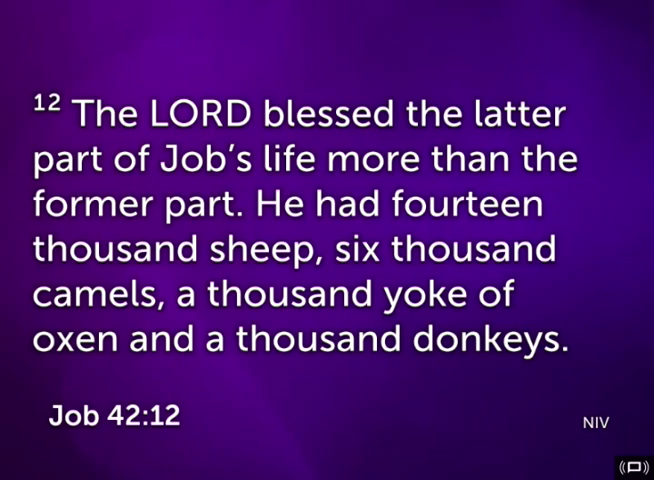 12 The LORD blessed the latter
part of Job’s life more than the
former part. He had fourteen
thousand sheep, six thousand
camels, a thousand yoke of
oxen and a thousand donkeys.
Job 42:12
NIV